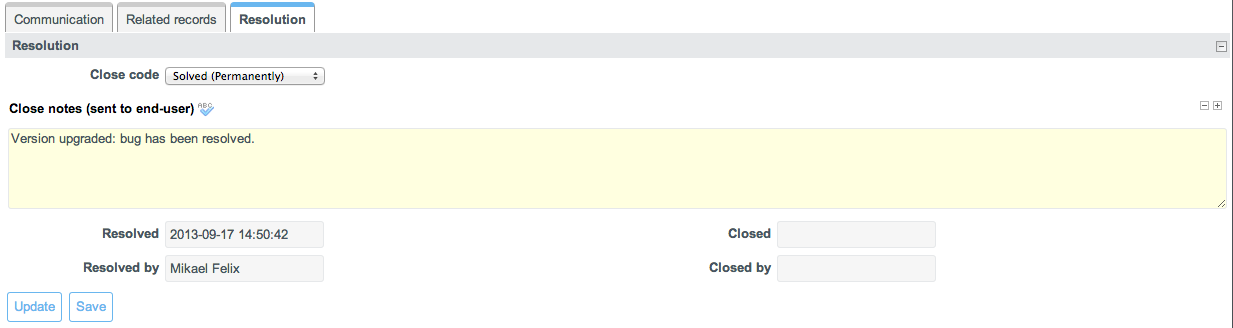 Communication Related records Resolution
Resolution
Close code Solved (Permanently)
Close notes (sent to end-user) ABC
Version upgraded: bug has been resolved.
Resolved 2013-09-17 14:50:42 Closed
Resolved by Mikael Felix Closed by
Update Save